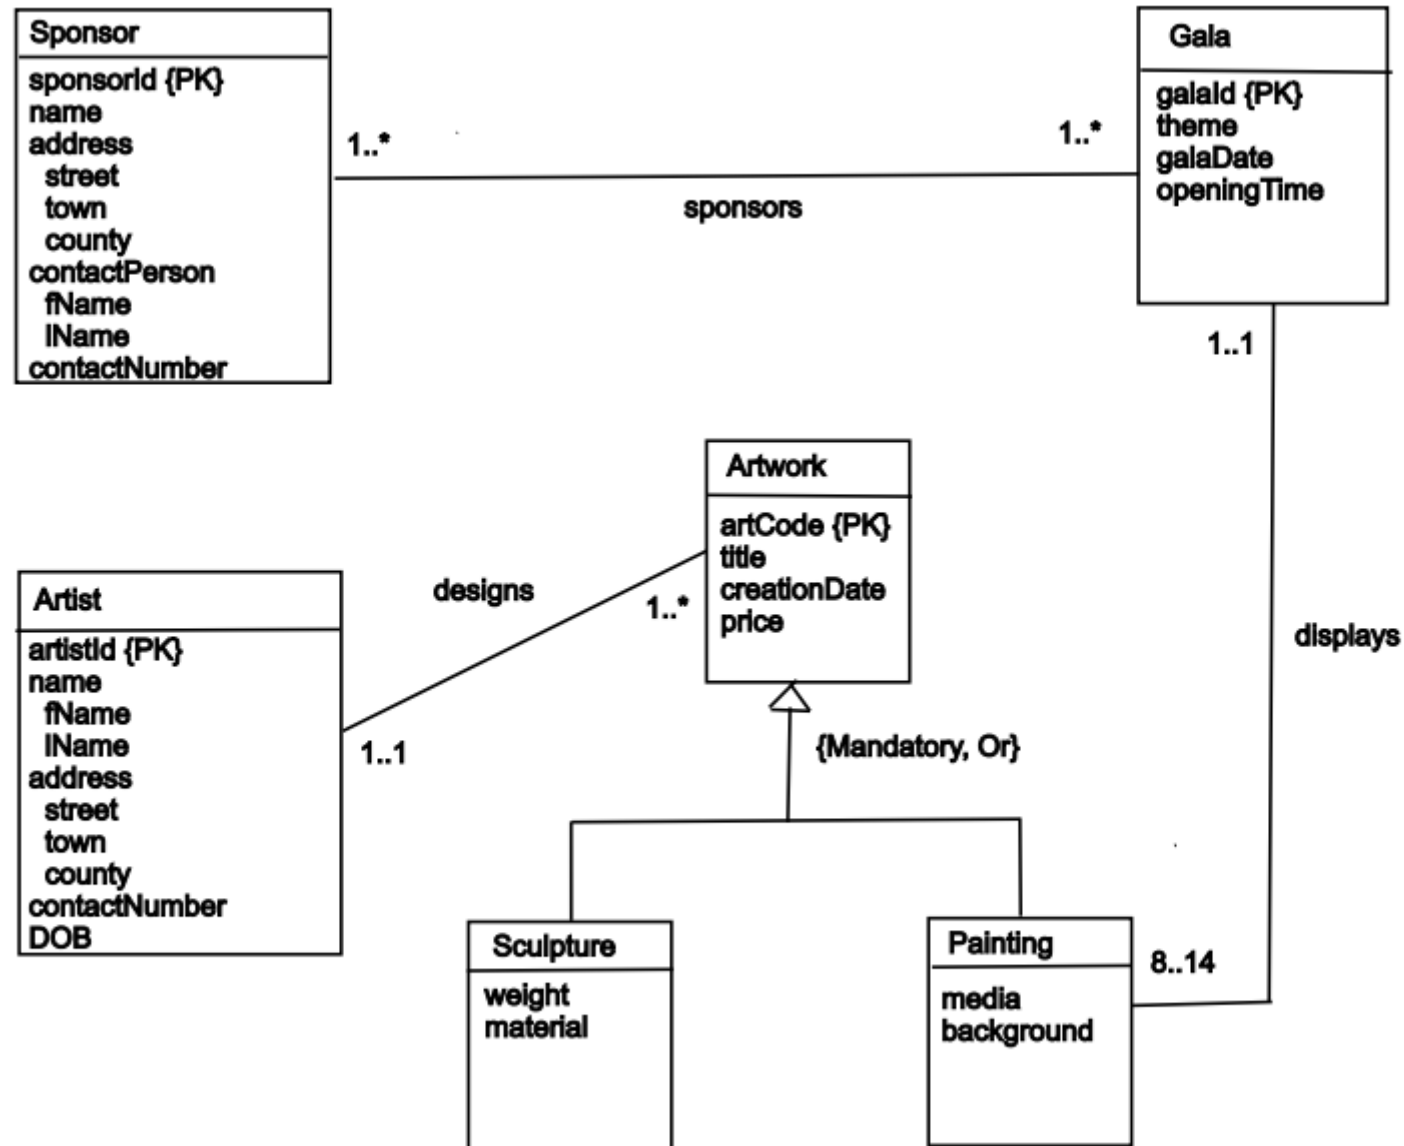 Sponsor
sponsorId {PK}
name
address
street
town
county
contactPerson
fName
lName
contactNumber
1..*
sponsors
1..*
Gala
galaId {PK}
theme
galaDate
openingTime
1..1
displays
8..14
Artwork
artCode {PK}
title
creationDate
price
designs
1..*
1..1
Artist
artistId {PK}
name
fName
lName
address
street
town
county
contactNumber
DOB
{Mandatory, Or}
Sculpture
weight
material
Painting
media
background